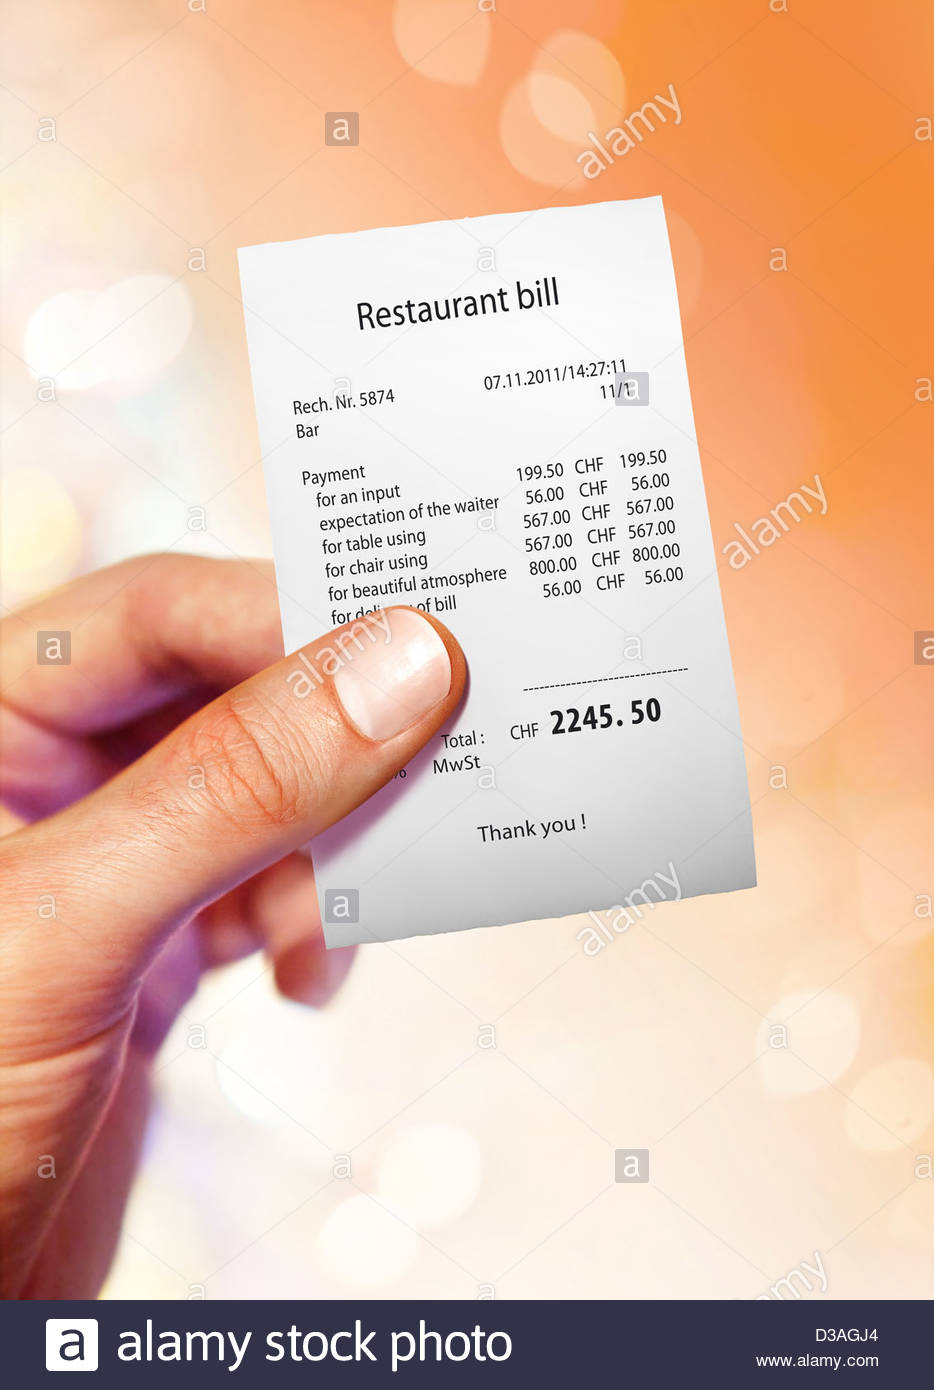 Restaurant bill
Rech. Nr. 5874 07.11.2011/14:27:11
Bar 11/1
Payment
for an input 199.50 CHF 199.50
expectation of the waiter 56.00 CHF 56.00
for table using 567.00 CHF 567.00
for chair using 567.00 CHF 567.00
for beautiful atmosphere 800.00 CHF 800.00
for of bill 56.00 CHF 56.00
Total : CHF 2245. 50
% MwSt
Thank you !
a alamy stock photo
D3AGJ4
www.alamy.com